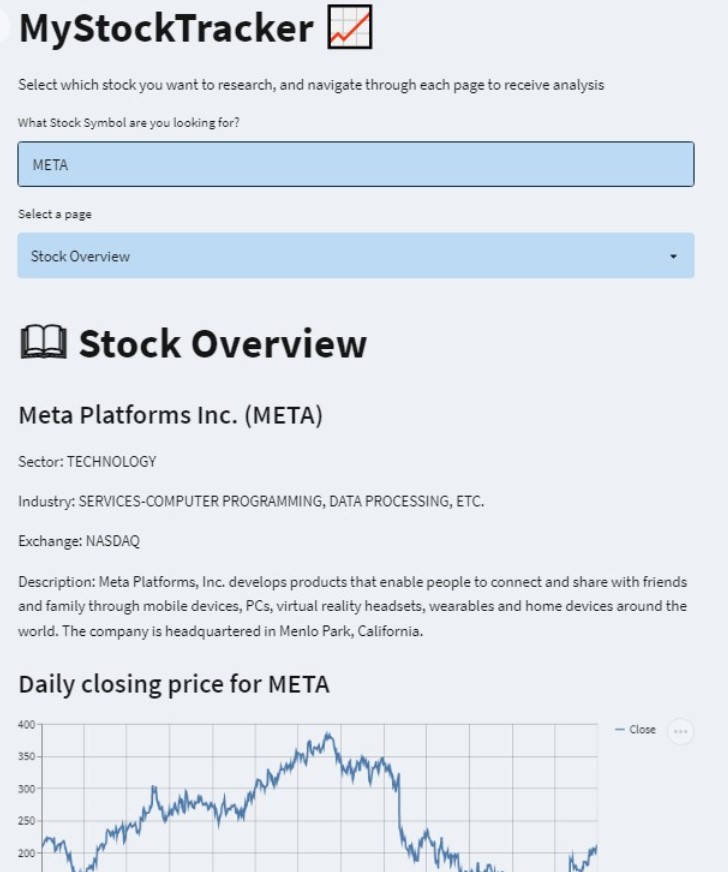 MyStockTracker
Select which stock you want to research, and navigate through each page to receive analysis
What Stock Symbol are you looking for?
META
Select a page
Stock Overview
Stock Overview
Meta Platforms Inc. (META)
Sector: TECHNOLOGY
Industry: SERVICES-COMPUTER PROGRAMMING, DATA PROCESSING, ETC.
Exchange: NASDAQ
Description: Meta Platforms, Inc. develops products that enable people to connect and share with friends
and family through mobile devices, PCs, virtual reality headsets, wearables and home devices around the
world. The company is headquartered in Menlo Park, California.
Daily closing price for META
400
Close
350
300
250
200